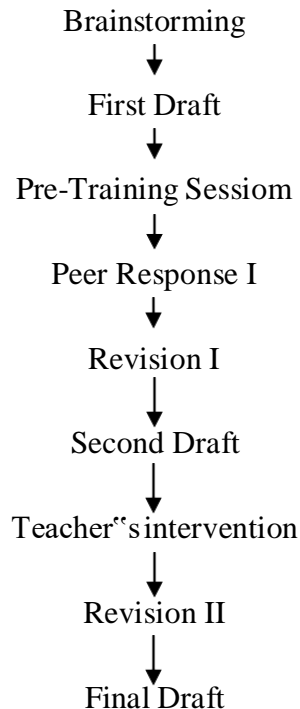 Brainstorming
First Draft
Pre-Training Sessiom
Peer Response I
Revision I
Second Draft
Teacher‟s intervention
Revision II
Final Draft